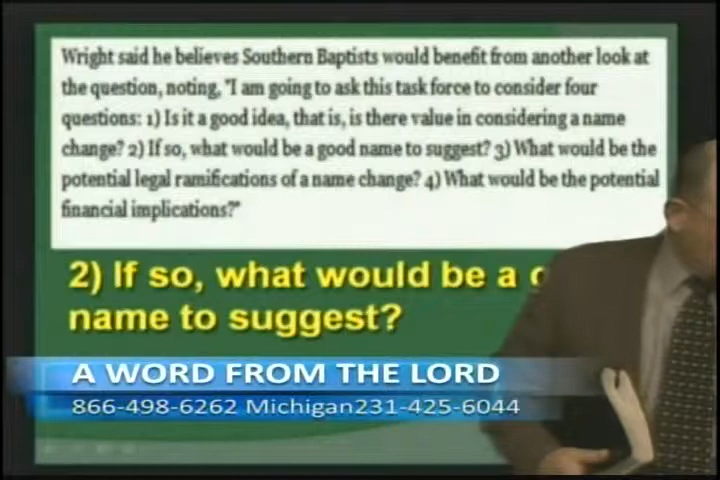 Wright said he believes Southern Baptists would benefit from another look at
the question, noting, "I am going to ask this task force to consider four
questions: 1) Is it a good idea, that is, is there value in considering a name
change? 2) If so, what would be a good name to suggest? 3) What would be the
potential legal ramifications of a name change? 4) What would be the potential
financial implications?"
2) If so, what would be a
name to suggest?
A WORD FROM THE LORD
866-498-6262 Michigan231-425-6044